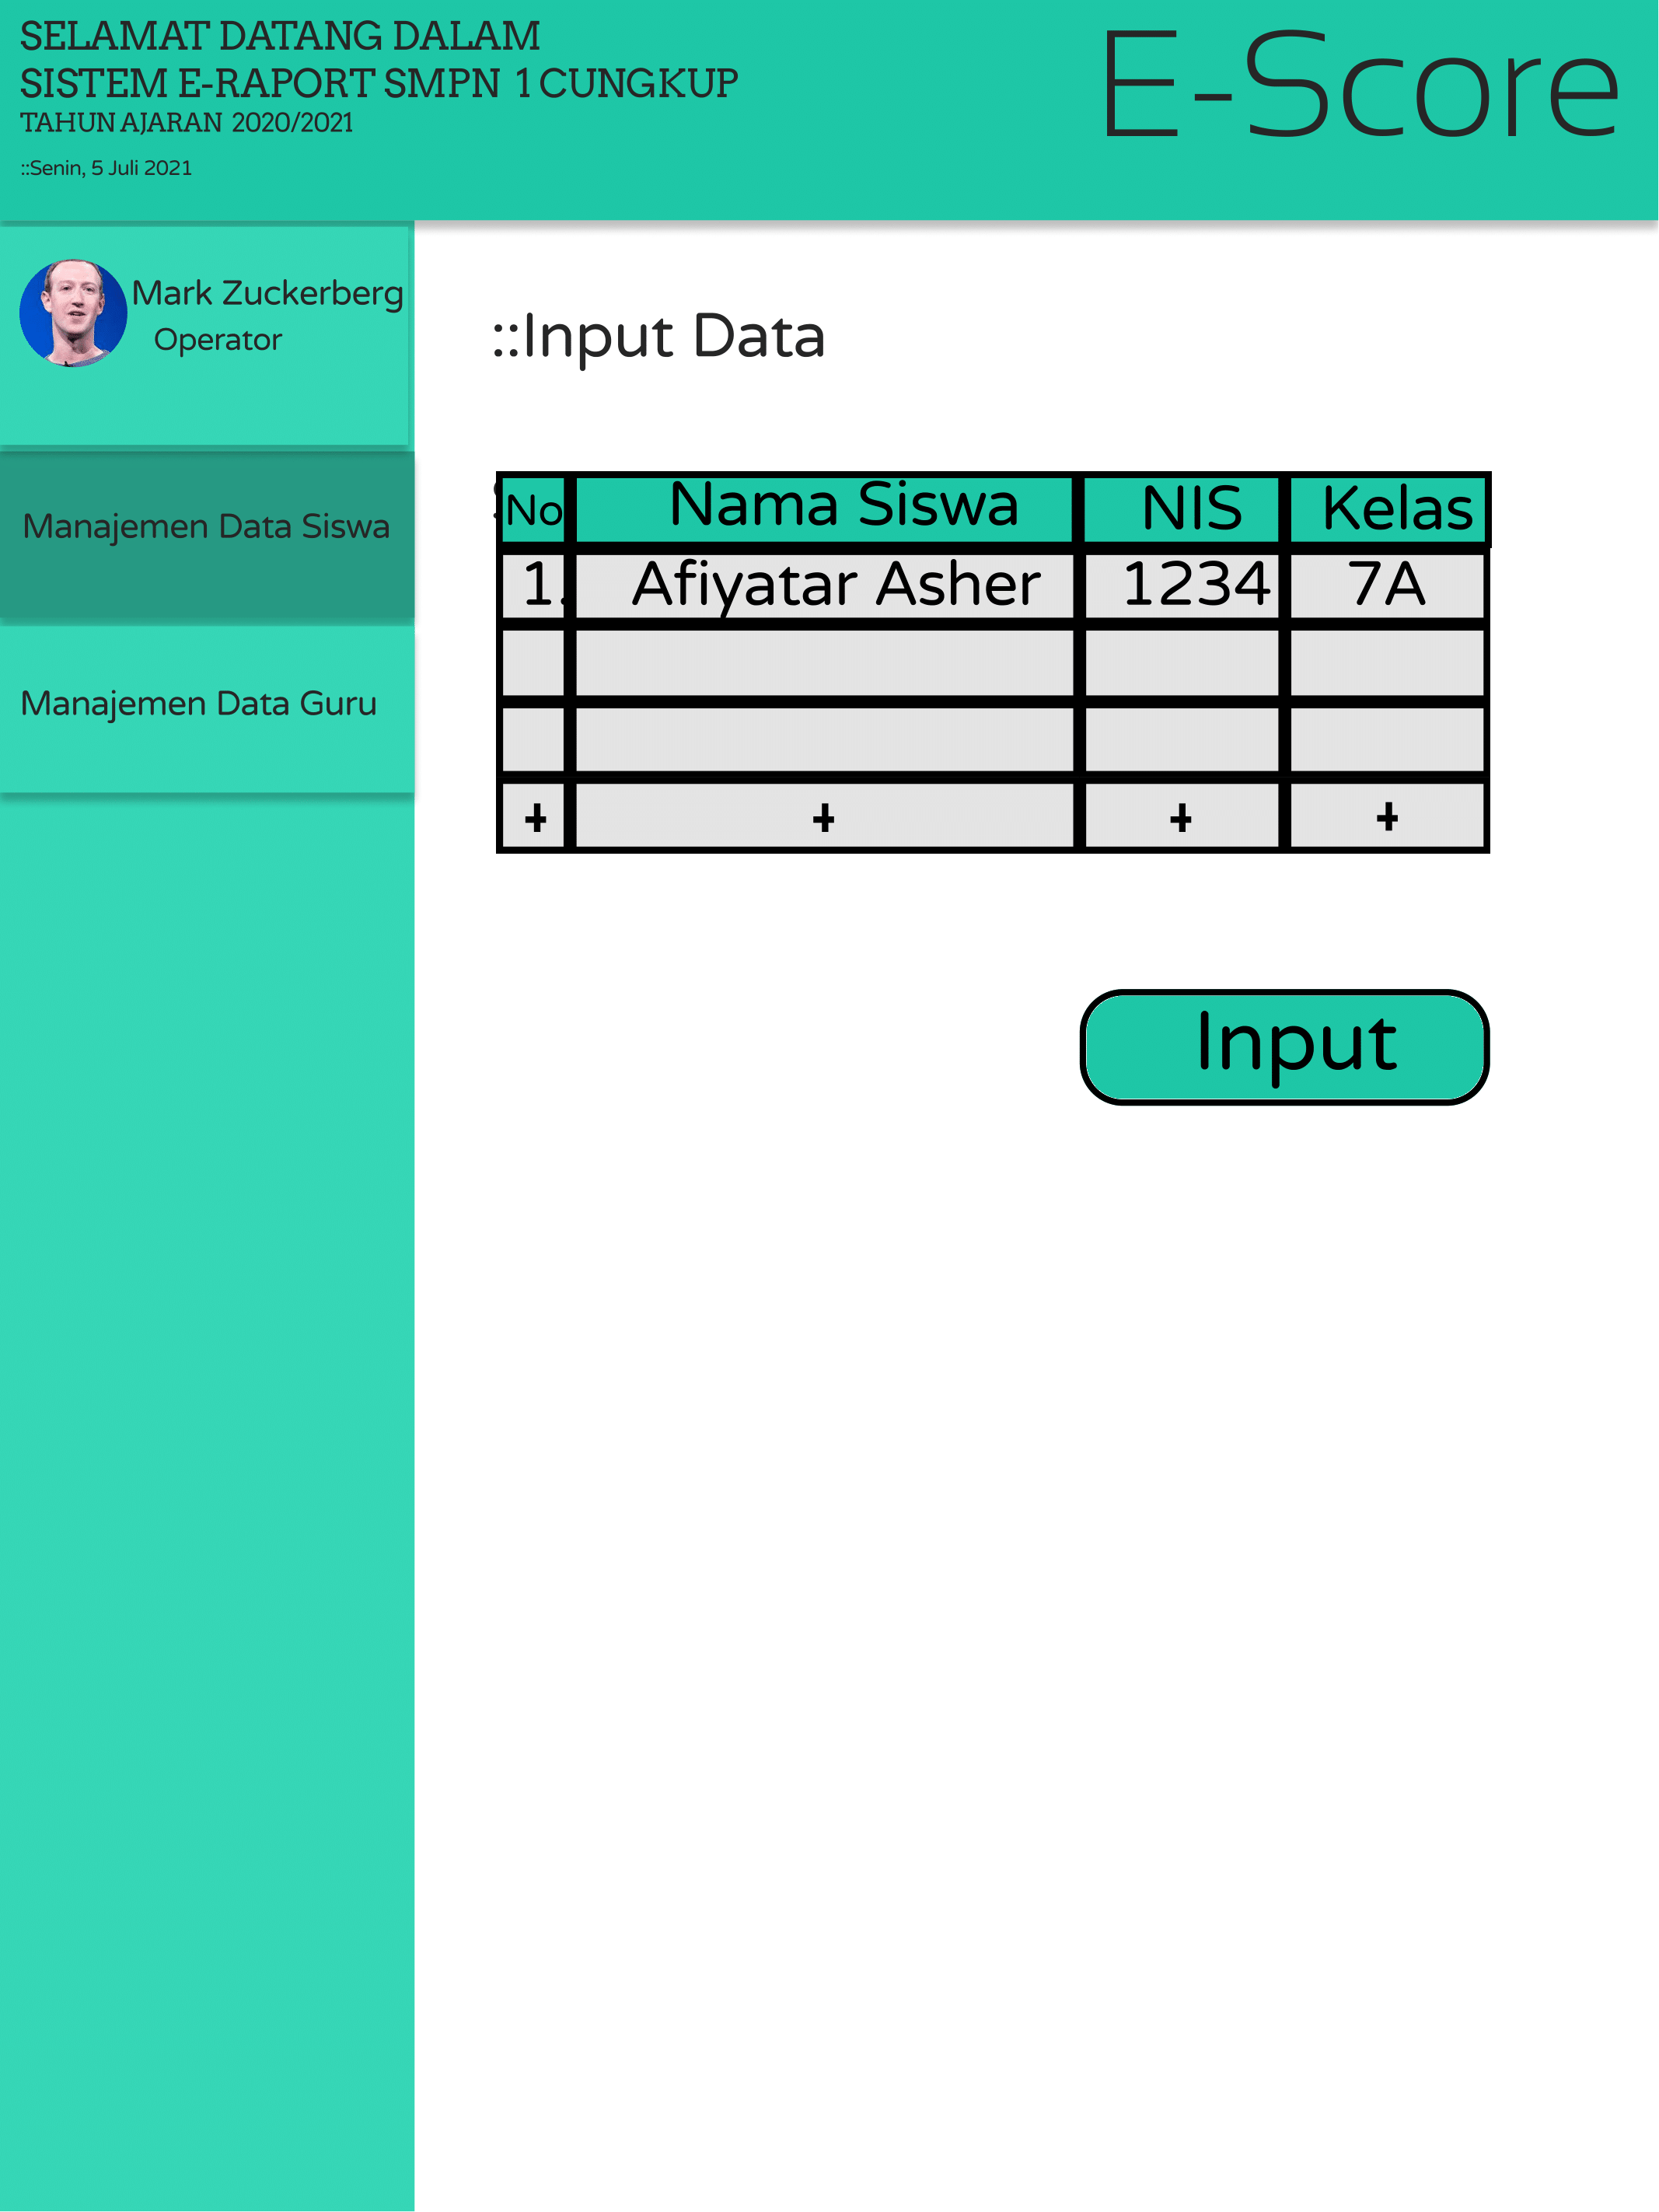 SELAMAT DATANG DALAM
SISTEM E-RAPORT SMPN 1 CUNGKUP
TAHUN AJARAN 2020/2021
::Senin, 5 Juli 2021
E-Score
Mark Zuckerberg
Operator
Manajemen Data Siswa
Manajemen Data Guru
::Input Data
No Nama Siswa NIS Kelas
1. Afiyatar Asher 1234 7A
+ + + +
Input